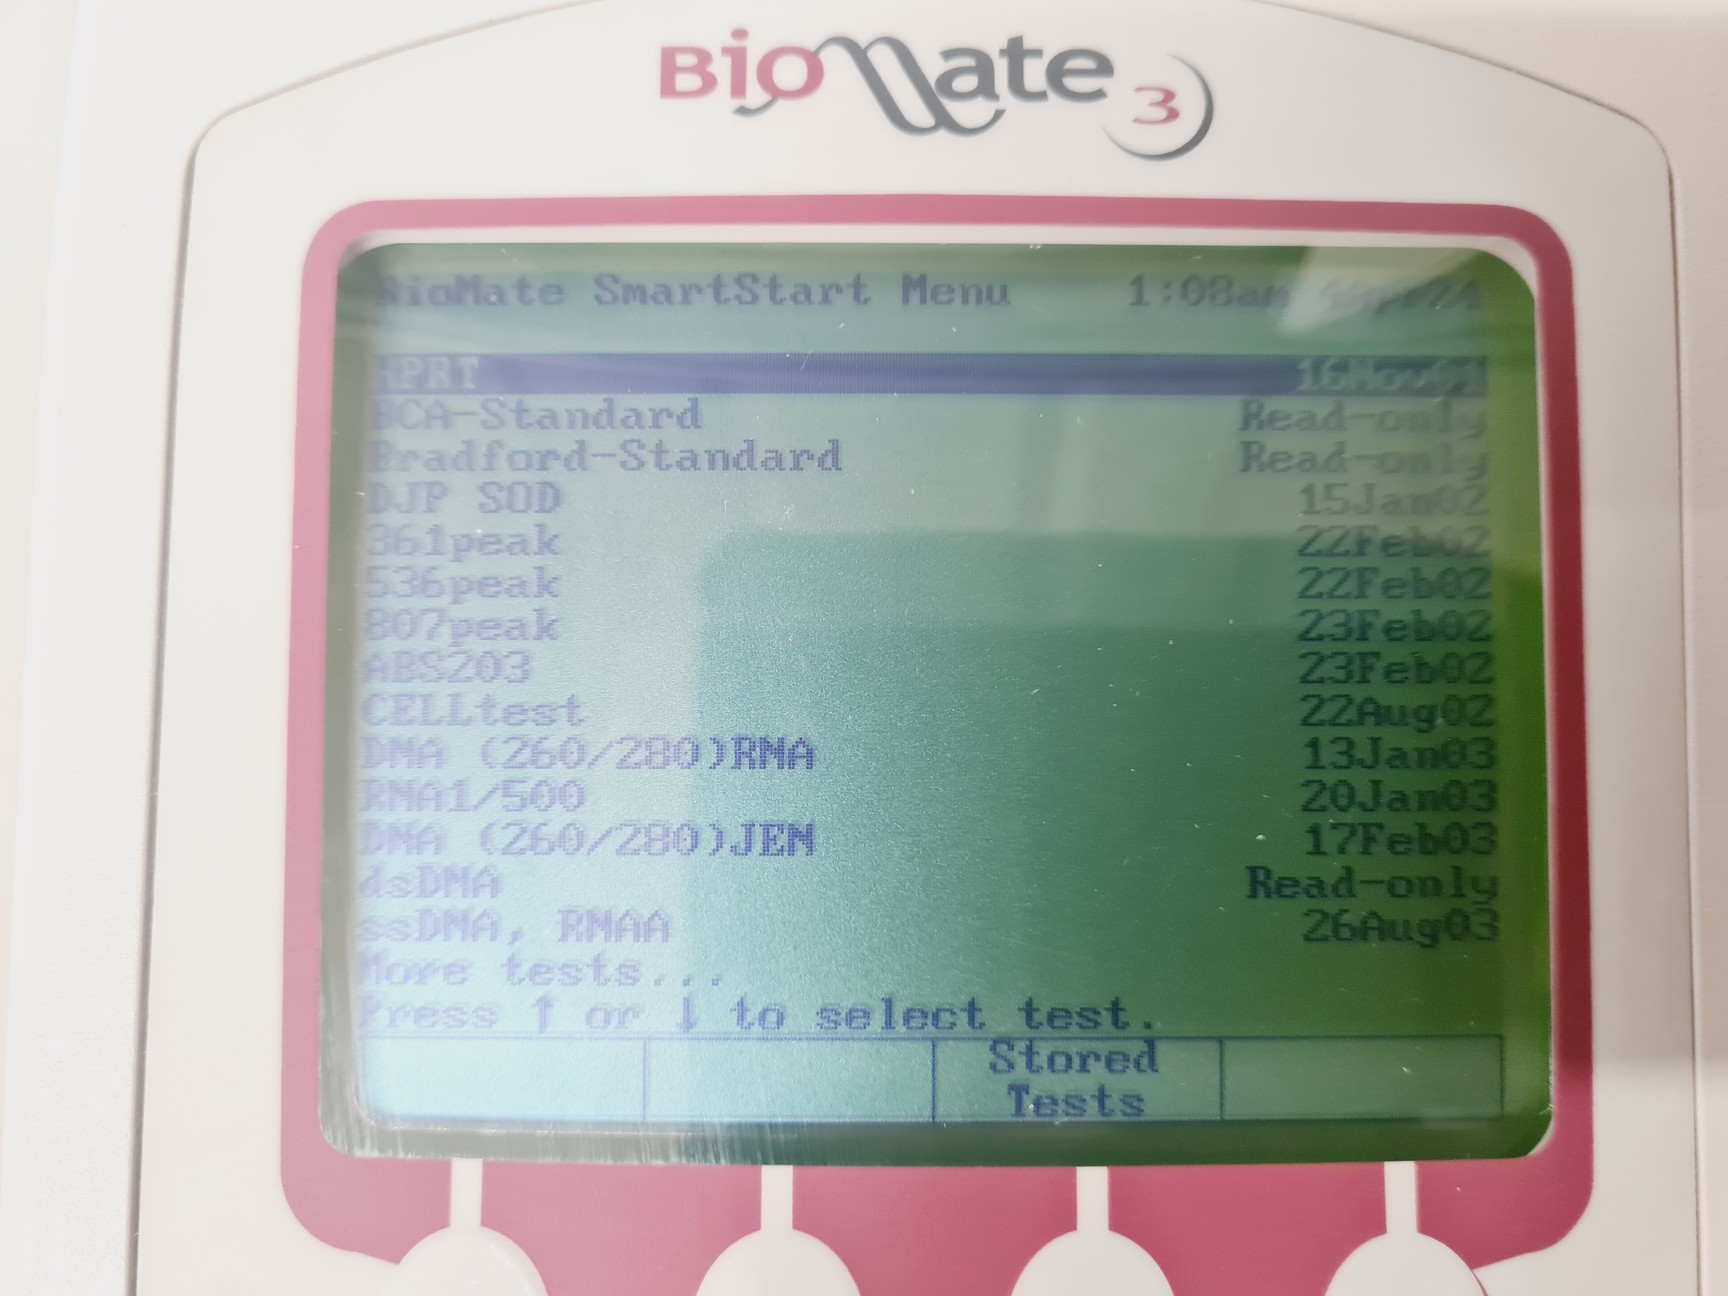 BioMate 3
BioMate SmartStart Menu 1:08am
HPRT 16Nov01
BCA-Standard Read-only
Bradford-Standard Read-only
DJP SOD 15Jan02
361peak 22Feb02
536peak 22Feb02
807peak 23Feb02
ABS203 23Feb02
CELLtest 22Aug02
DNA (260/280)RNA 13Jan03
RNA1/500 20Jan03
DNA (260/280)JEN 17Feb03
dsDNA Read-only
ssDNA, RNAA 26Aug03
More tests...
Press ↑ or ↓ to select test.
Stored
Tests